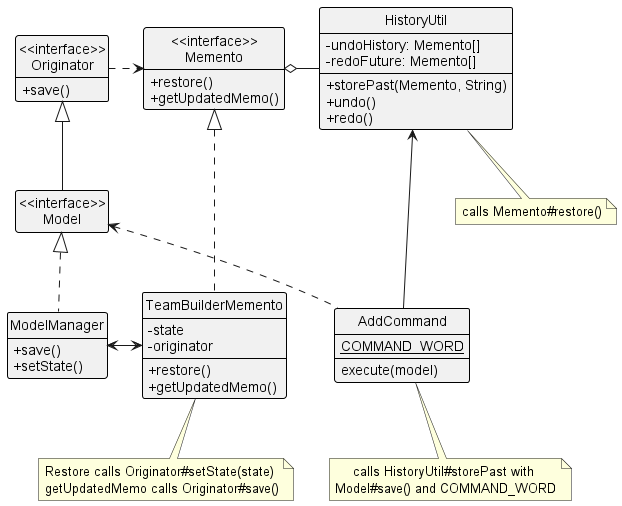 <<interface>>
Originator
+save()
<<interface>>
Memento
+restore()
+getUpdatedMemo()
HistoryUtil
-undoHistory: Memento[]
-redoFuture: Memento[]
+storePast(Memento, String)
+undo()
+redo()
<<interface>>
Model
calls Memento#restore()
ModelManager
+save()
+setState()
TeamBuilderMemento
-state
-originator
+restore()
+getUpdatedMemo()
AddCommand
COMMAND_WORD
execute(model)
Restore calls Originator#setState(state)
getUpdatedMemo calls Originator#save()
calls HistoryUtil#storePast with
Model#save() and COMMAND_WORD